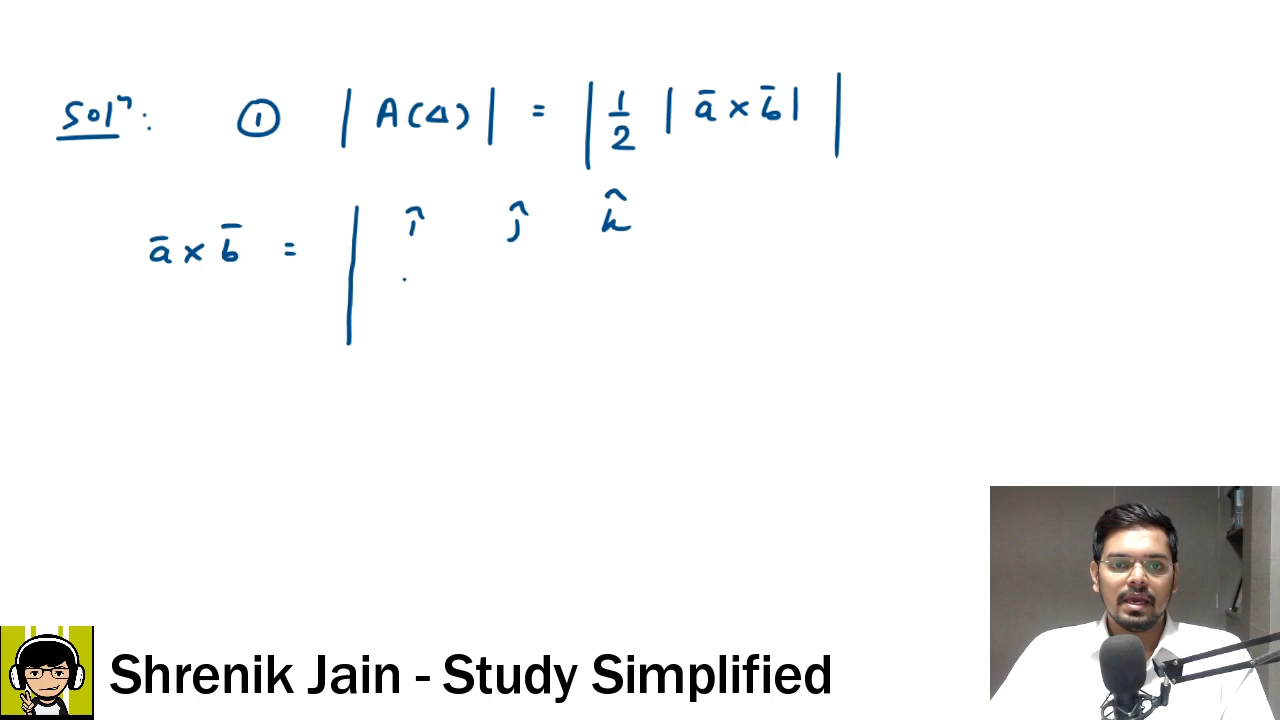 Solⁿ: ① | A(Δ) | = | 1/2 | a̅ × b̅ | |
a̅ × b̅ = | î ĵ k̂
Shrenik Jain - Study Simplified